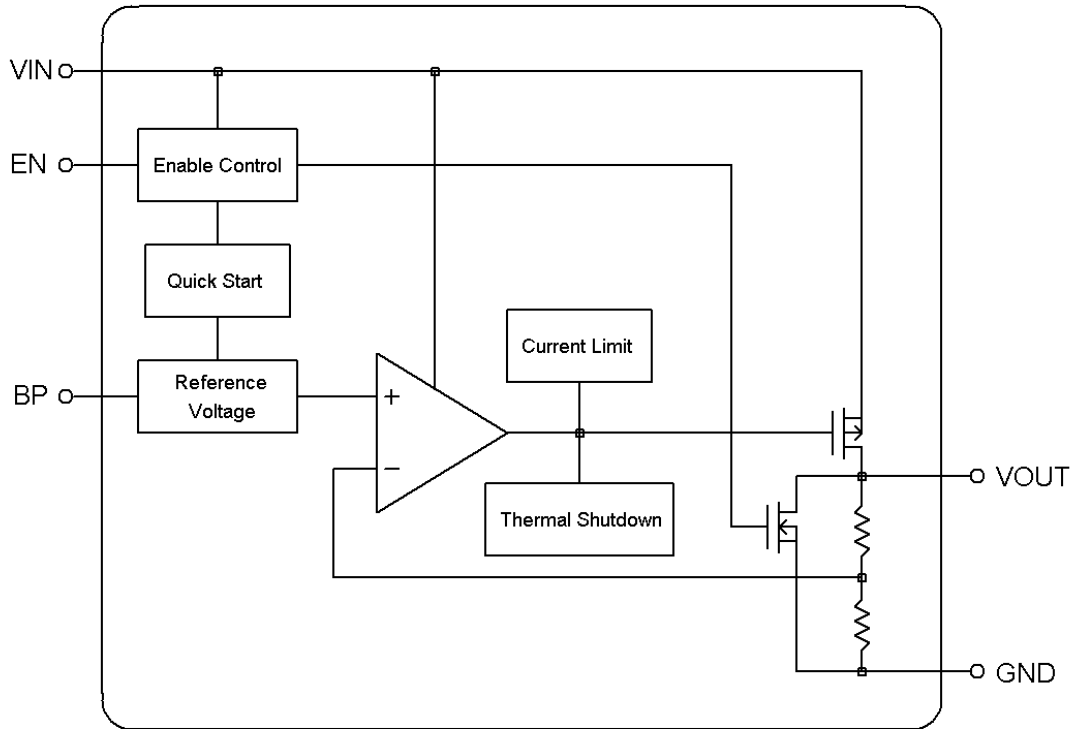 VIN
EN
Enable Control
Quick Start
BP
Reference
Voltage
+
−
Current Limit
Thermal Shutdown
VOUT
GND